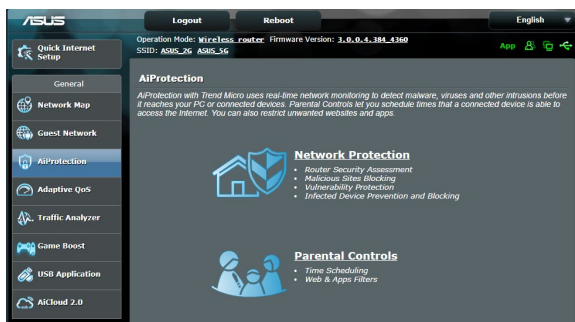 ASUS
Logout
Reboot
English
Quick Internet
Setup
Operation Mode: Wireless router Firmware Version: 3.0.0.4.384_4360
SSID: ASUS_2G ASUS_5G
App
General
Network Map
Guest Network
AiProtection
Adaptive QoS
Traffic Analyzer
Game Boost
USB Application
AiCloud 2.0
AiProtection
AiProtection with Trend Micro uses real-time network monitoring to detect malware, viruses and other intrusions before
it reaches your PC or connected devices. Parental Controls let you schedule times that a connected device is able to
access the Internet. You can also restrict unwanted websites and apps.
Network Protection
• Router Security Assessment
• Malicious Sites Blocking
• Vulnerability Protection
• Infected Device Prevention and Blocking
Parental Controls
• Time Scheduling
• Web & Apps Filters